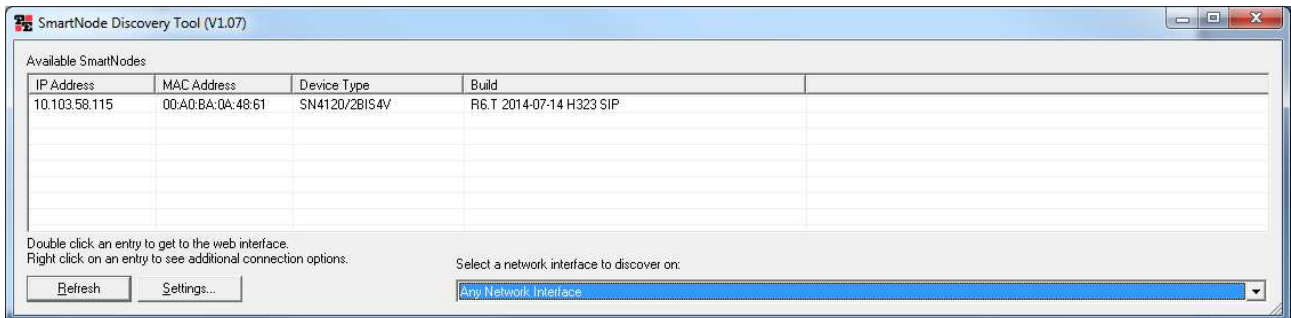 SmartNode Discovery Tool (V1.07)
Available SmartNodes
IP Address MAC Address Device Type Build
10.103.58.115 00:A0:BA:0A:48:61 SN4120/2BIS4V R6.T 2014-07-14 H323 SIP
Double click an entry to get to the web interface.
Right click on an entry to see additional connection options.
Select a network interface to discover on:
Refresh Settings... Any Network Interface